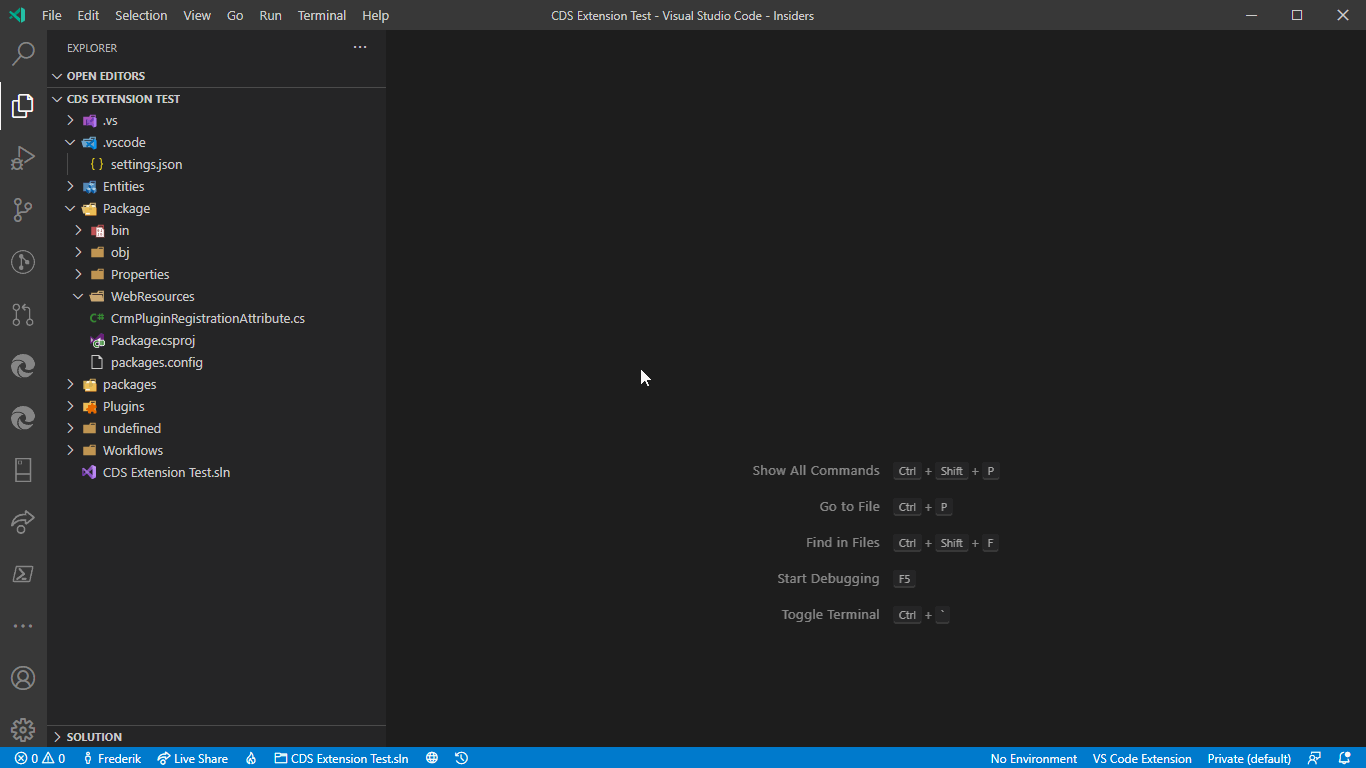 File Edit Selection View Go Run Terminal Help CDS Extension Test - Visual Studio Code - Insiders
EXPLORER
OPEN EDITORS
CDS EXTENSION TEST
.vs
.vscode
{ } settings.json
Entities
Package
bin
obj
Properties
WebResources
C# CrmPluginRegistrationAttribute.cs
Package.csproj
packages.config
packages
Plugins
undefined
Workflows
CDS Extension Test.sln
Show All Commands Ctrl + Shift + P
Go to File Ctrl + P
Find in Files Ctrl + Shift + F
Start Debugging F5
Toggle Terminal Ctrl + `
SOLUTION
0 0 Frederik Live Share CDS Extension Test.sln No Environment VS Code Extension Private (default)